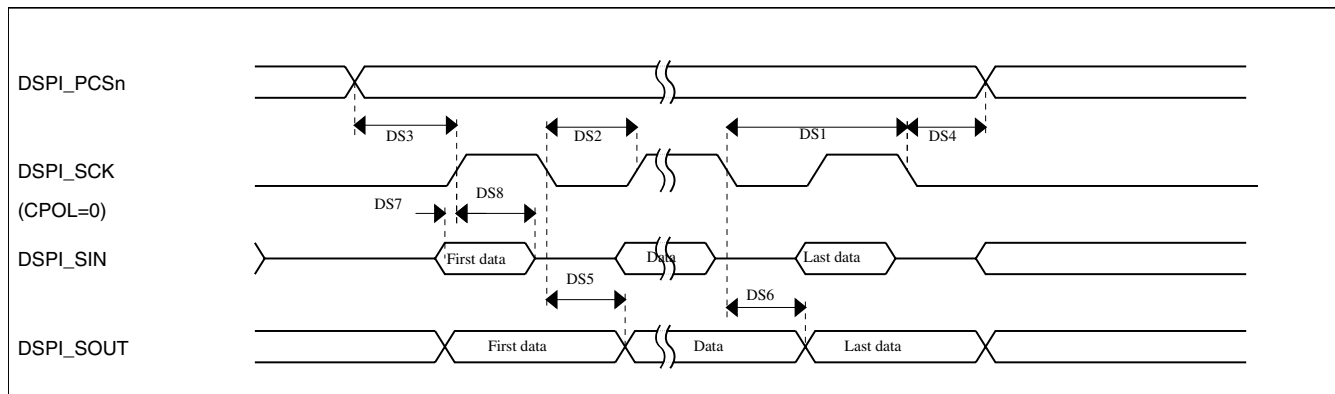 DSPI_PCSn
DS3
DS2
DS1
DS4
DSPI_SCK
(CPOL=0)
DS7
DS8
DSPI_SIN
First data
Data
Last data
DS5
DS6
DSPI_SOUT
First data
Data
Last data